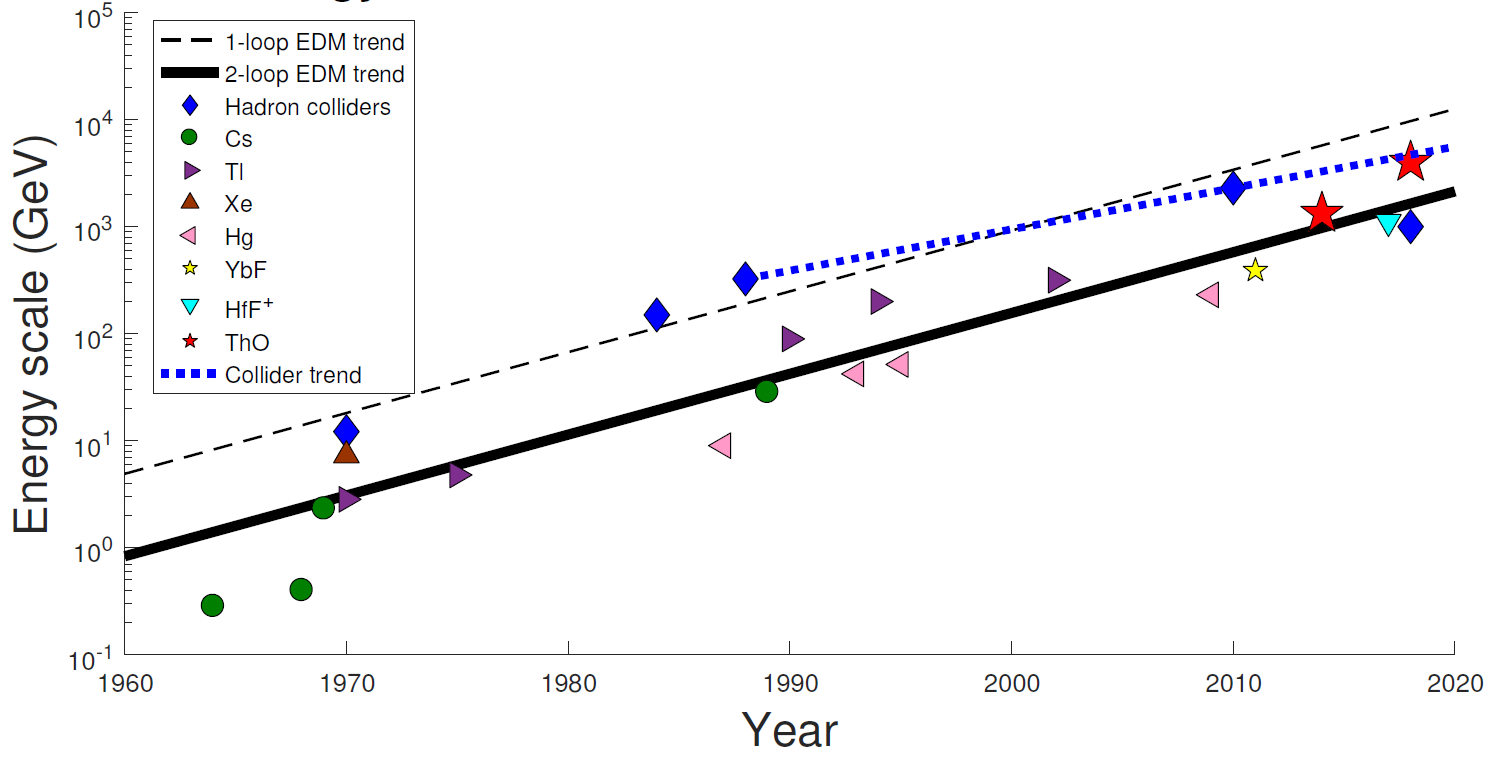 10^5
10^4
10^3
10^2
10^1
10^0
10^-1
Energy scale (GeV)
1-loop EDM trend
2-loop EDM trend
Hadron colliders
Cs
Tl
Xe
Hg
YbF
HfF+
ThO
Collider trend
1960 1970 1980 1990 2000 2010 2020
Year